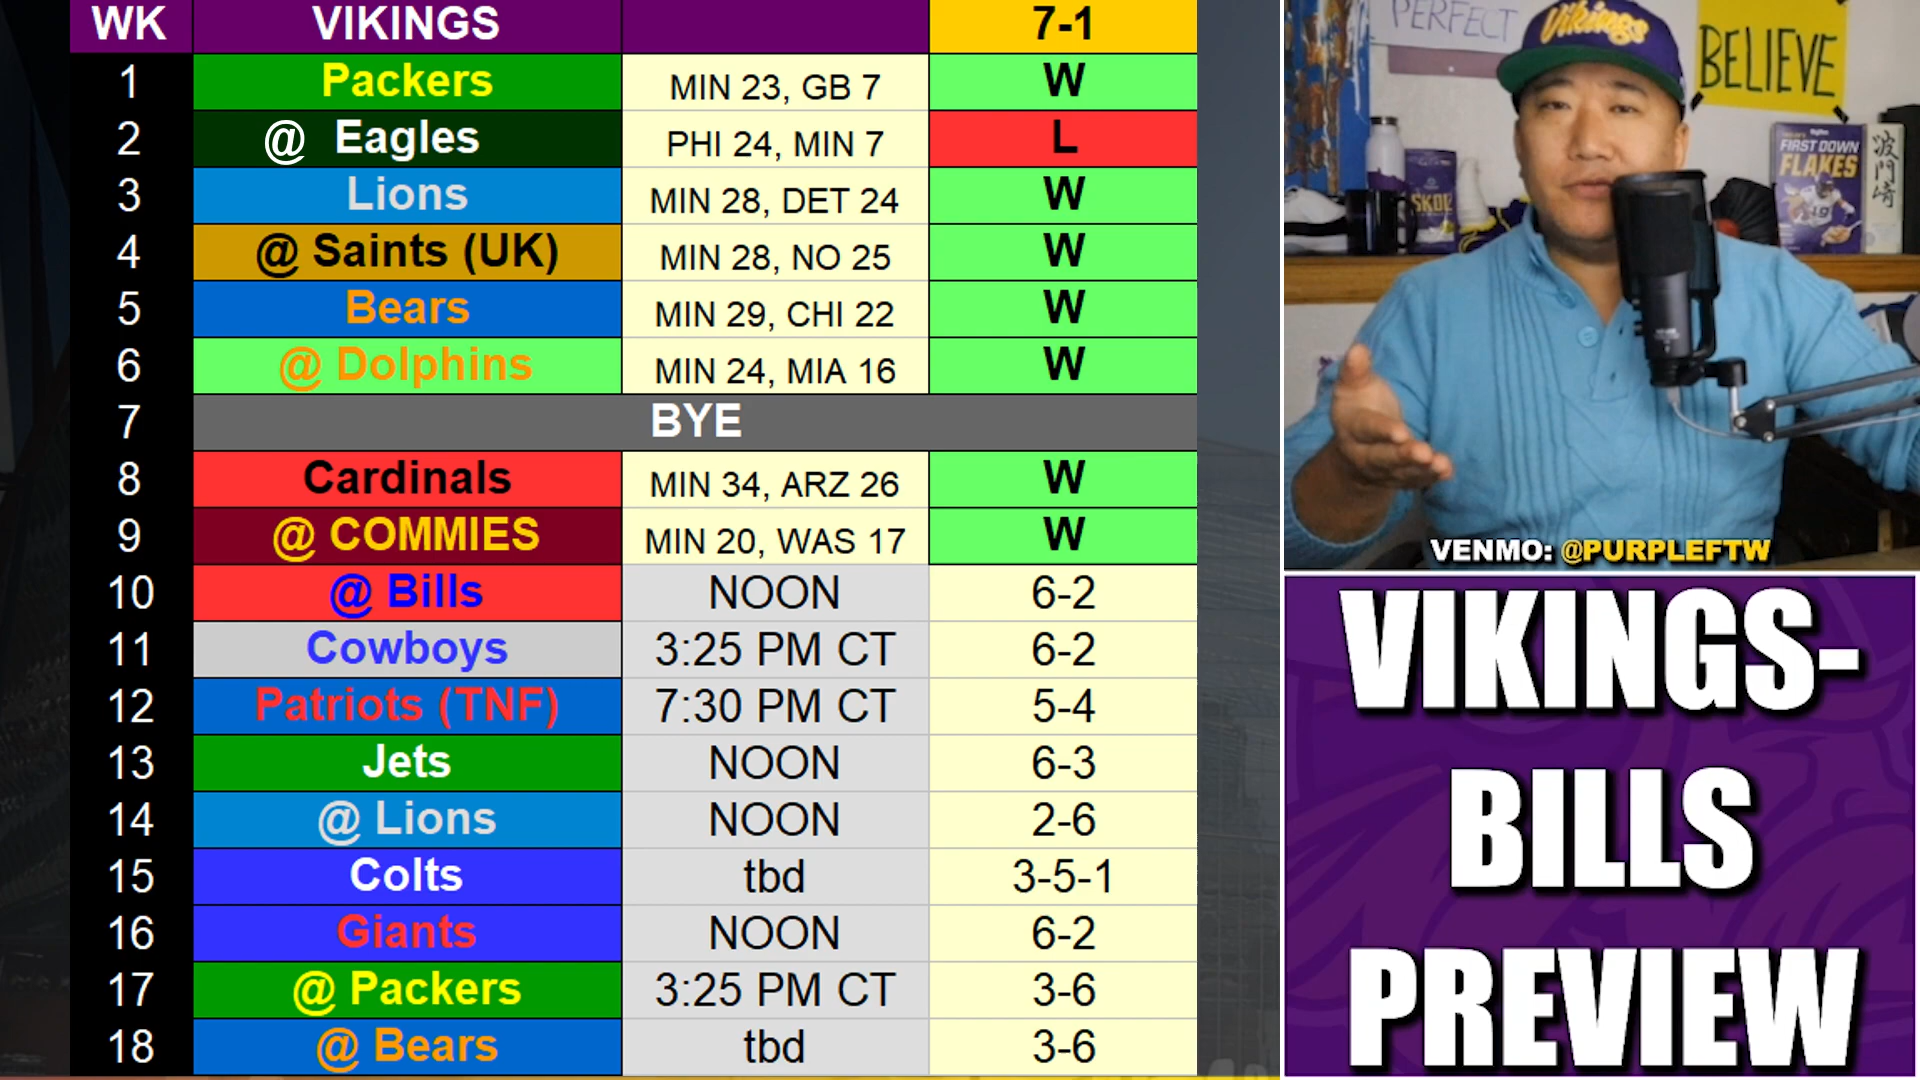 WK VIKINGS 7-1
1 Packers MIN 23, GB 7 W
2 @ Eagles PHI 24, MIN 7 L
3 Lions MIN 28, DET 24 W
4 @ Saints (UK) MIN 28, NO 25 W
5 Bears MIN 29, CHI 22 W
6 @ Dolphins MIN 24, MIA 16 W
7 BYE
8 Cardinals MIN 34, ARZ 26 W
9 @ COMMIES MIN 20, WAS 17 W
10 @ Bills NOON 6-2
11 Cowboys 3:25 PM CT 6-2
12 Patriots (TNF) 7:30 PM CT 5-4
13 Jets NOON 6-3
14 @ Lions NOON 2-6
15 Colts tbd 3-5-1
16 Giants NOON 6-2
17 @ Packers 3:25 PM CT 3-6
18 @ Bears tbd 3-6
PERFECT
Vikings
BELIEVE
SKOL
FIRST DOWN
FLAKES
19
波
門
崎
VENMO: @PURPLEFTW
VIKINGS-
BILLS
PREVIEW